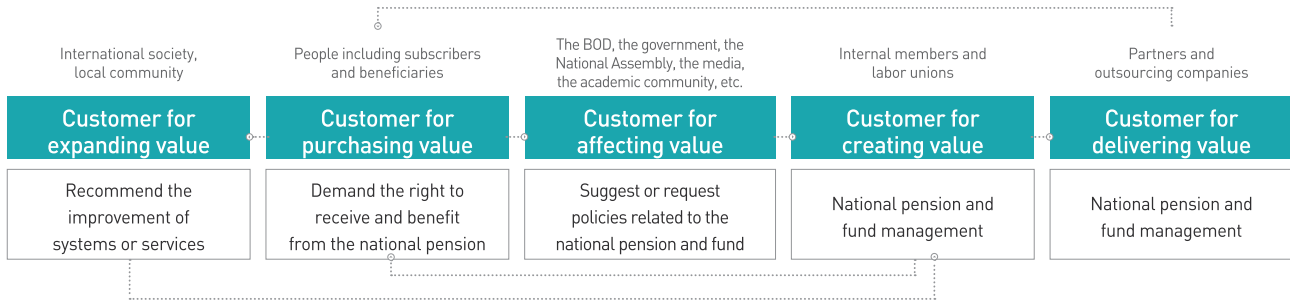 International society,
local community
Customer for
expanding value
Recommend the
improvement of
systems or services
People including subscribers
and beneficiaries
Customer for
purchasing value
Demand the right to
receive and benefit
from the national pension
The BOD, the government, the
National Assembly, the media,
the academic community, etc.
Customer for
affecting value
Suggest or request
policies related to the
national pension and fund
Internal members and
labor unions
Customer for
creating value
National pension and
fund management
Partners and
outsourcing companies
Customer for
delivering value
National pension and
fund management